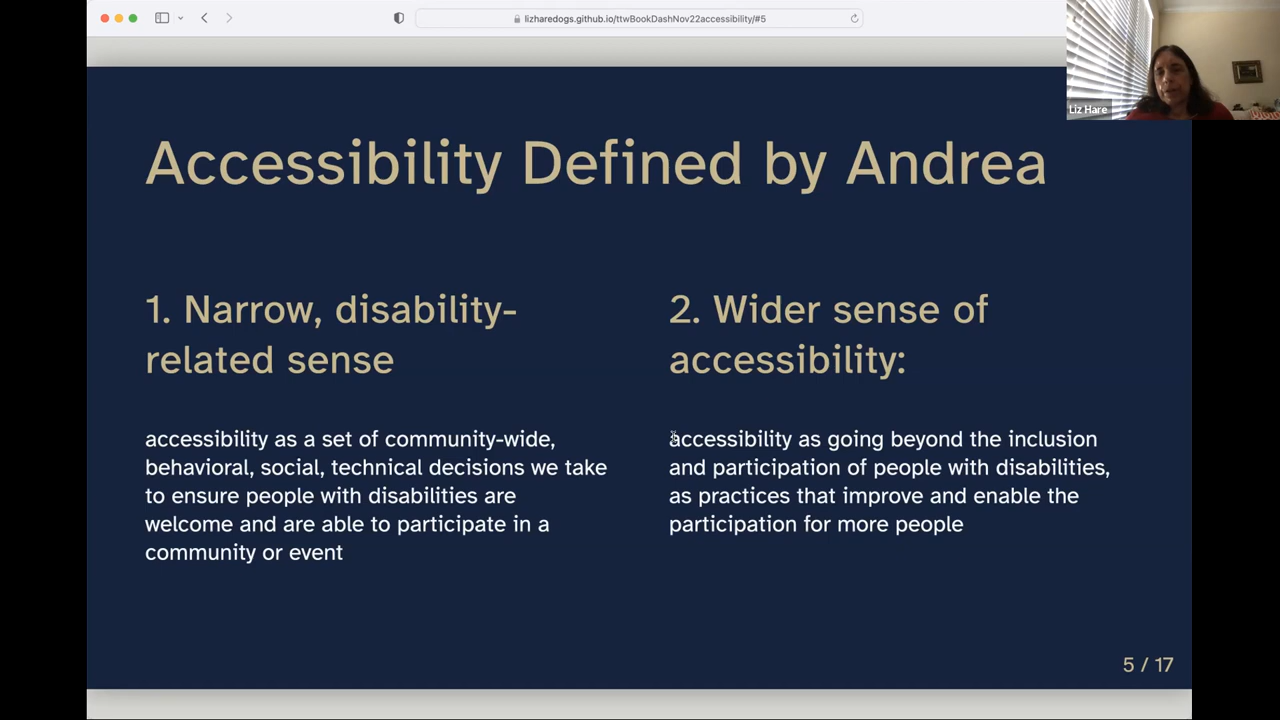 lizharedogs.github.io/ttwBookDashNov22accessibility/#5
Liz Hare
Accessibility Defined by Andrea
1. Narrow, disability-
related sense
accessibility as a set of community-wide,
behavioral, social, technical decisions we take
to ensure people with disabilities are
welcome and are able to participate in a
community or event
2. Wider sense of
accessibility:
accessibility as going beyond the inclusion
and participation of people with disabilities,
as practices that improve and enable the
participation for more people
5 / 17